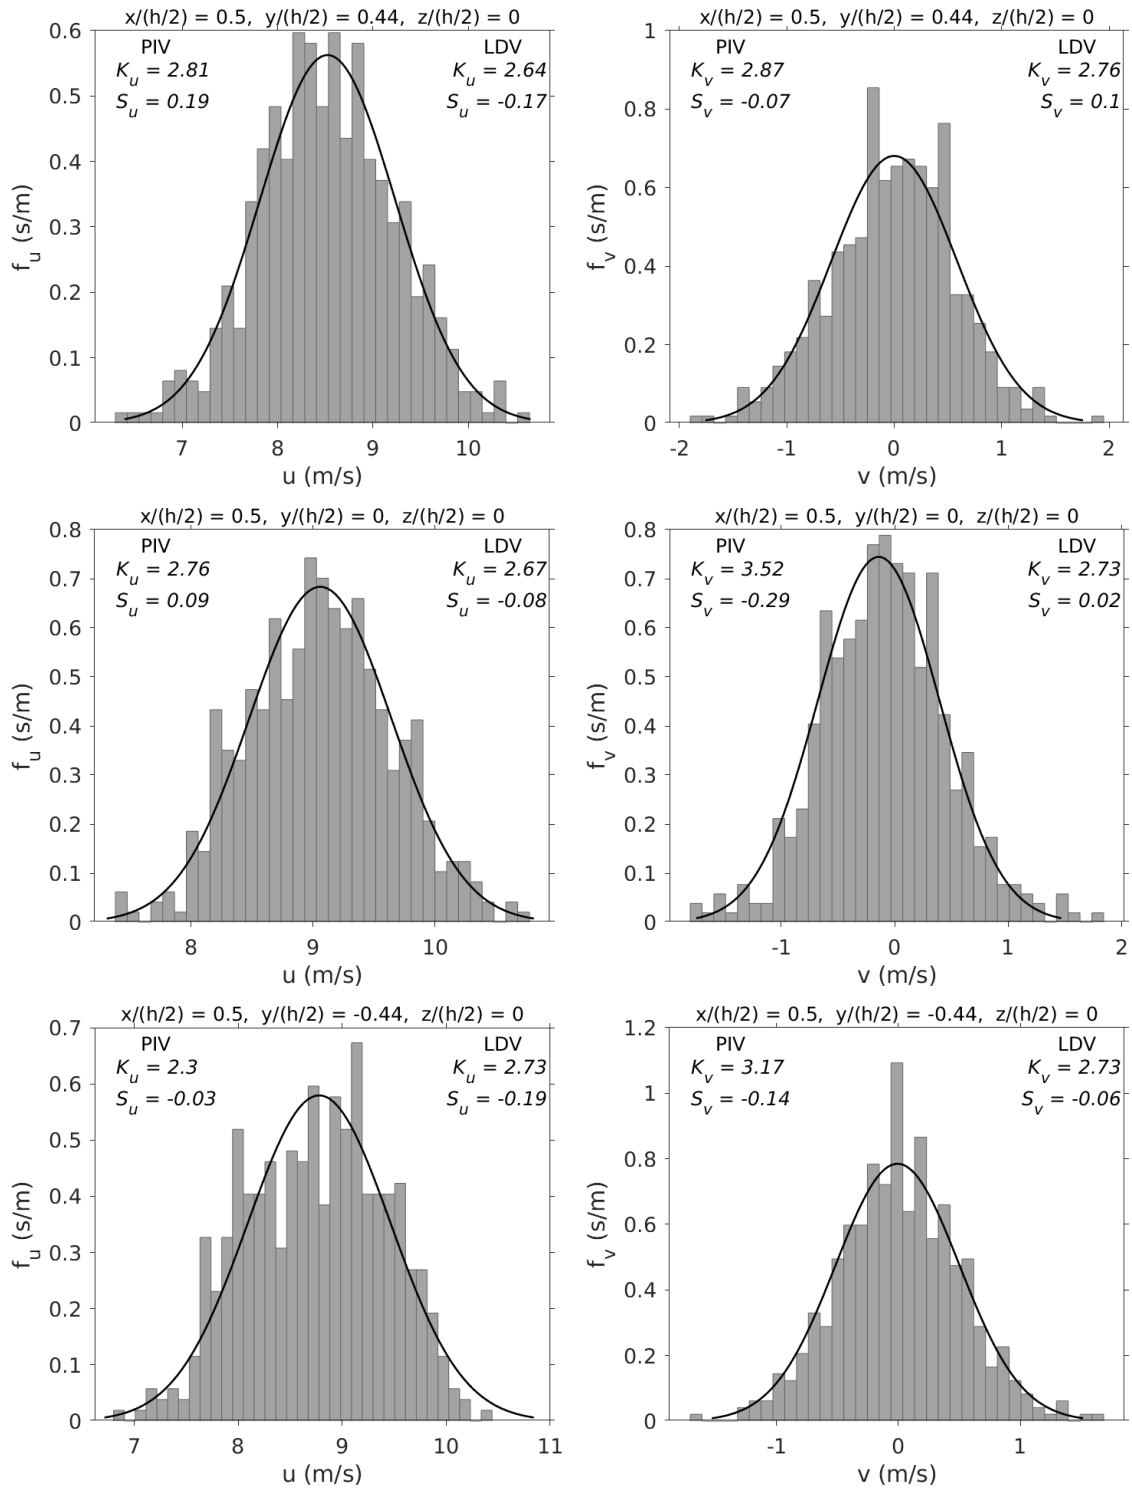 x/(h/2) = 0.5, y/(h/2) = 0.44, z/(h/2) = 0
PIV LDV
K_u = 2.81 K_u = 2.64
S_u = 0.19 S_u = -0.17
0.6
0.5
0.4
0.3
0.2
0.1
0
f_u (s/m)
7 8 9 10
u (m/s)
x/(h/2) = 0.5, y/(h/2) = 0.44, z/(h/2) = 0
PIV LDV
K_v = 2.87 K_v = 2.76
S_v = -0.07 S_v = 0.1
1
0.8
0.6
0.4
0.2
0
f_v (s/m)
-2 -1 0 1 2
v (m/s)
x/(h/2) = 0.5, y/(h/2) = 0, z/(h/2) = 0
PIV LDV
K_u = 2.76 K_u = 2.67
S_u = 0.09 S_u = -0.08
0.8
0.7
0.6
0.5
0.4
0.3
0.2
0.1
0
f_u (s/m)
8 9 10
u (m/s)
x/(h/2) = 0.5, y/(h/2) = 0, z/(h/2) = 0
PIV LDV
K_v = 3.52 K_v = 2.73
S_v = -0.29 S_v = 0.02
0.8
0.7
0.6
0.5
0.4
0.3
0.2
0.1
0
f_v (s/m)
-1 0 1 2
v (m/s)
x/(h/2) = 0.5, y/(h/2) = -0.44, z/(h/2) = 0
PIV LDV
K_u = 2.3 K_u = 2.73
S_u = -0.03 S_u = -0.19
0.7
0.6
0.5
0.4
0.3
0.2
0.1
0
f_u (s/m)
7 8 9 10 11
u (m/s)
x/(h/2) = 0.5, y/(h/2) = -0.44, z/(h/2) = 0
PIV LDV
K_v = 3.17 K_v = 2.73
S_v = -0.14 S_v = -0.06
1.2
1
0.8
0.6
0.4
0.2
0
f_v (s/m)
-1 0 1
v (m/s)